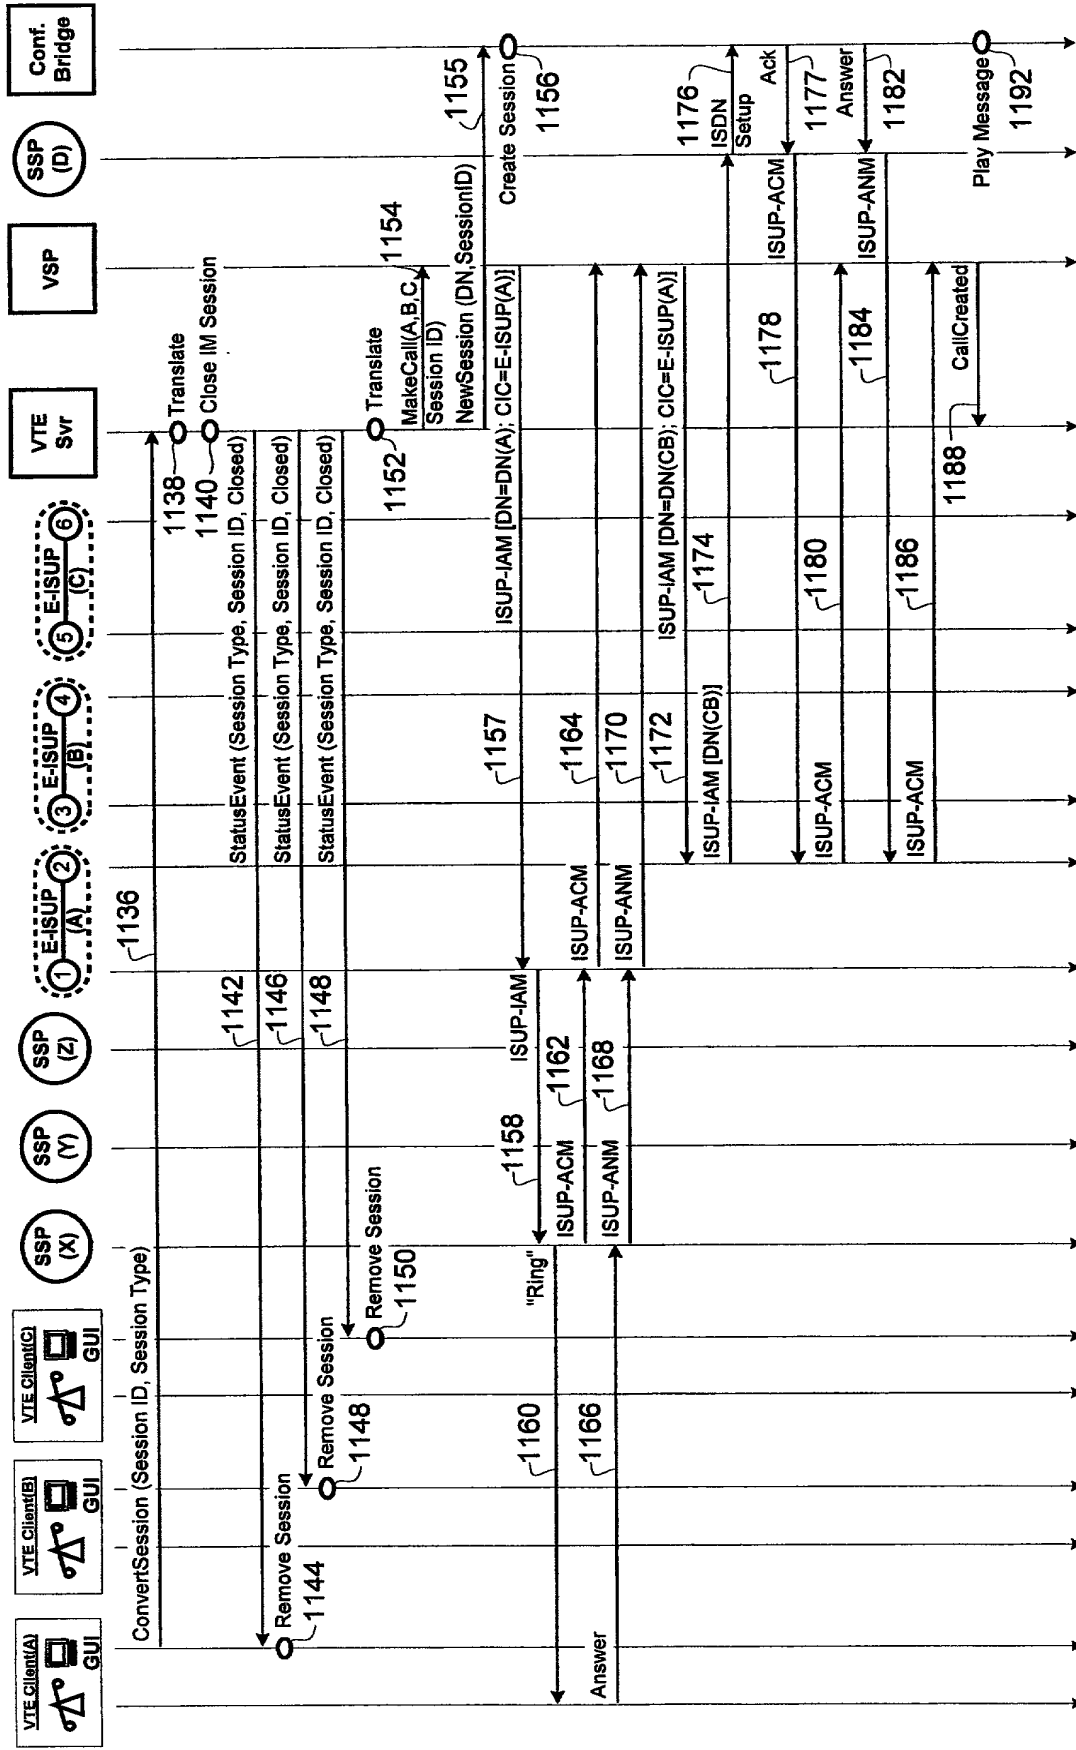 VTE Client(A)
GUI
VTE Client(B)
GUI
VTE Client(C)
GUI
SSP
(X)
SSP
(Y)
SSP
(Z)
1
E-ISUP
(A)
2
3
E-ISUP
(B)
4
5
E-ISUP
(C)
6
VTE
Svr
VSP
SSP
(D)
Conf.
Bridge
ConvertSession (Session ID, Session Type)
1136
Translate
1138
Close IM Session
1140
StatusEvent (Session Type, Session ID, Closed)
1142
Remove Session
1144
StatusEvent (Session Type, Session ID, Closed)
1146
Remove Session
1148
StatusEvent (Session Type, Session ID, Closed)
1148
Remove Session
1150
Translate
1152
MakeCall(A,B,C,
Session ID)
1154
NewSession (DN,SessionID)
1155
Create Session
1156
ISUP-IAM [DN=DN(A); CIC=E-ISUP(A)]
1157
ISUP-IAM
1158
"Ring"
1160
ISUP-ACM
1162
ISUP-ACM
1164
Answer
1166
ISUP-ANM
1168
ISUP-ANM
1170
ISUP-IAM [DN=DN(CB); CIC=E-ISUP(A)]
1172
ISUP-IAM [DN(CB)]
1174
ISDN
Setup
1176
Ack
1177
ISUP-ACM
1178
ISUP-ACM
1180
Answer
1182
ISUP-ANM
1184
ISUP-ACM
1186
CallCreated
1188
Play Message
1192